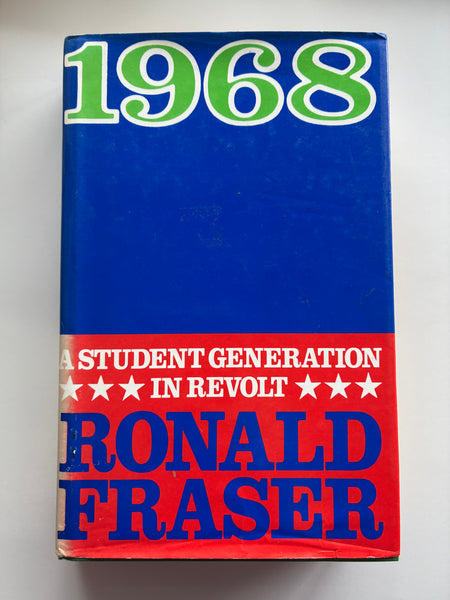 1968
A STUDENT GENERATION
★★★ IN REVOLT ★★★
RONALD
FRASER